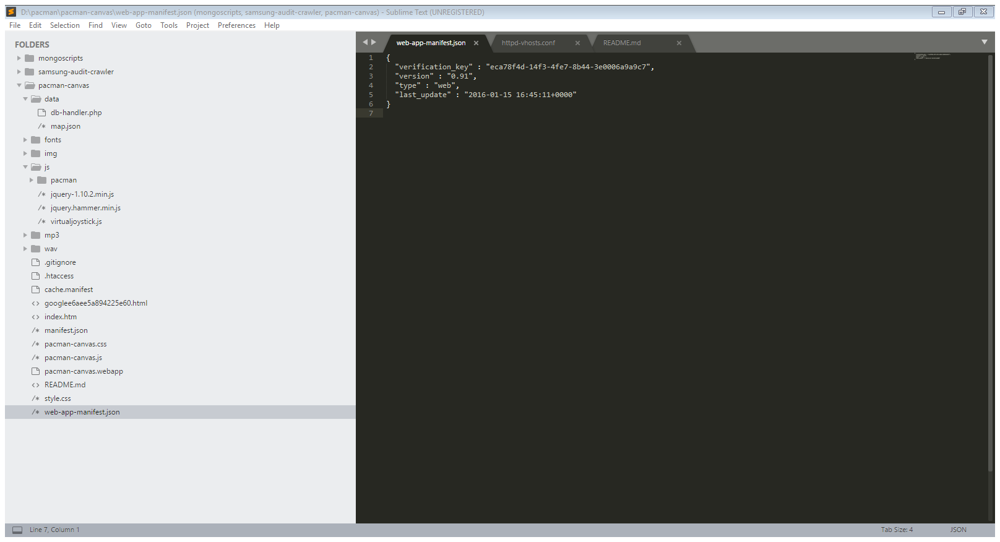 D:\pacman\pacman-canvas\web-app-manifest.json (mongoscripts, samsung-audit-crawler, pacman-canvas) - Sublime Text (UNREGISTERED)
File Edit Selection Find View Goto Tools Project Preferences Help
FOLDERS
mongoscripts
samsung-audit-crawler
pacman-canvas
data
db-handler.php
/* map.json
fonts
img
js
pacman
/* jquery-1.10.2.min.js
/* jquery.hammer.min.js
/* virtualjoystick.js
mp3
wav
.gitignore
.htaccess
cache.manifest
<> googlee6aee5a894225e60.html
<> index.htm
/* manifest.json
/* pacman-canvas.css
/* pacman-canvas.js
pacman-canvas.webapp
<> README.md
/* style.css
/* web-app-manifest.json
web-app-manifest.json × httpd-vhosts.conf × README.md ×
1 {
2 "verification_key" : "eca78f4d-14f3-4fe7-8b44-3e0006a9a9c7",
3 "version" : "0.91",
4 "type" : "web",
5 "last_update" : "2016-01-15 16:45:11+0000"
6 }
7
Line 7, Column 1 Tab Size: 4 JSON